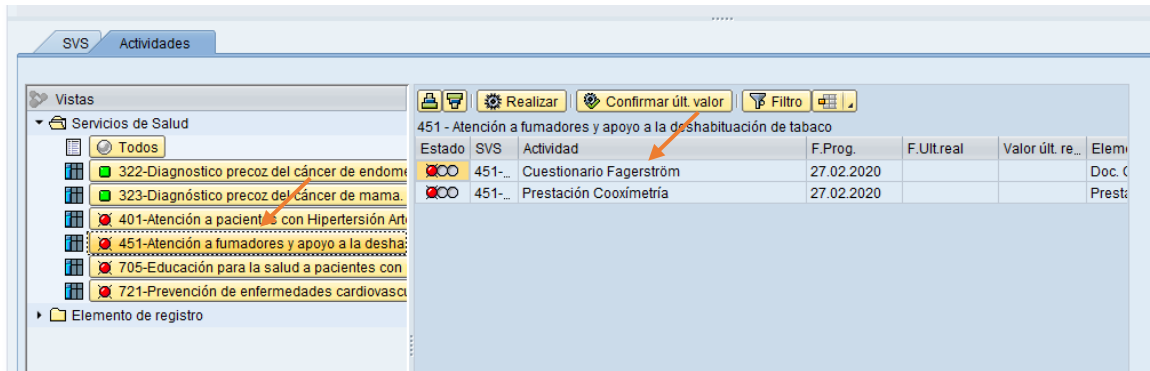 SVS Actividades
Vistas
Servicios de Salud
Todos
322-Diagnostico precoz del cáncer de endome
323-Diagnóstico precoz del cáncer de mama.
401-Atención a pacientes con Hipertersión Art
451-Atención a fumadores y apoyo a la desha
705-Educación para la salud a pacientes con
721-Prevención de enfermedades cardiovascu
Elemento de registro
Realizar Confirmar últ. valor Filtro
451 - Atención a fumadores y apoyo a la deshabituación de tabaco
Estado SVS Actividad F.Prog. F.Ult.real Valor últ. re... Eleme
451-... Cuestionario Fagerström 27.02.2020 Doc. C
451-... Prestación Cooxímetría 27.02.2020 Presta